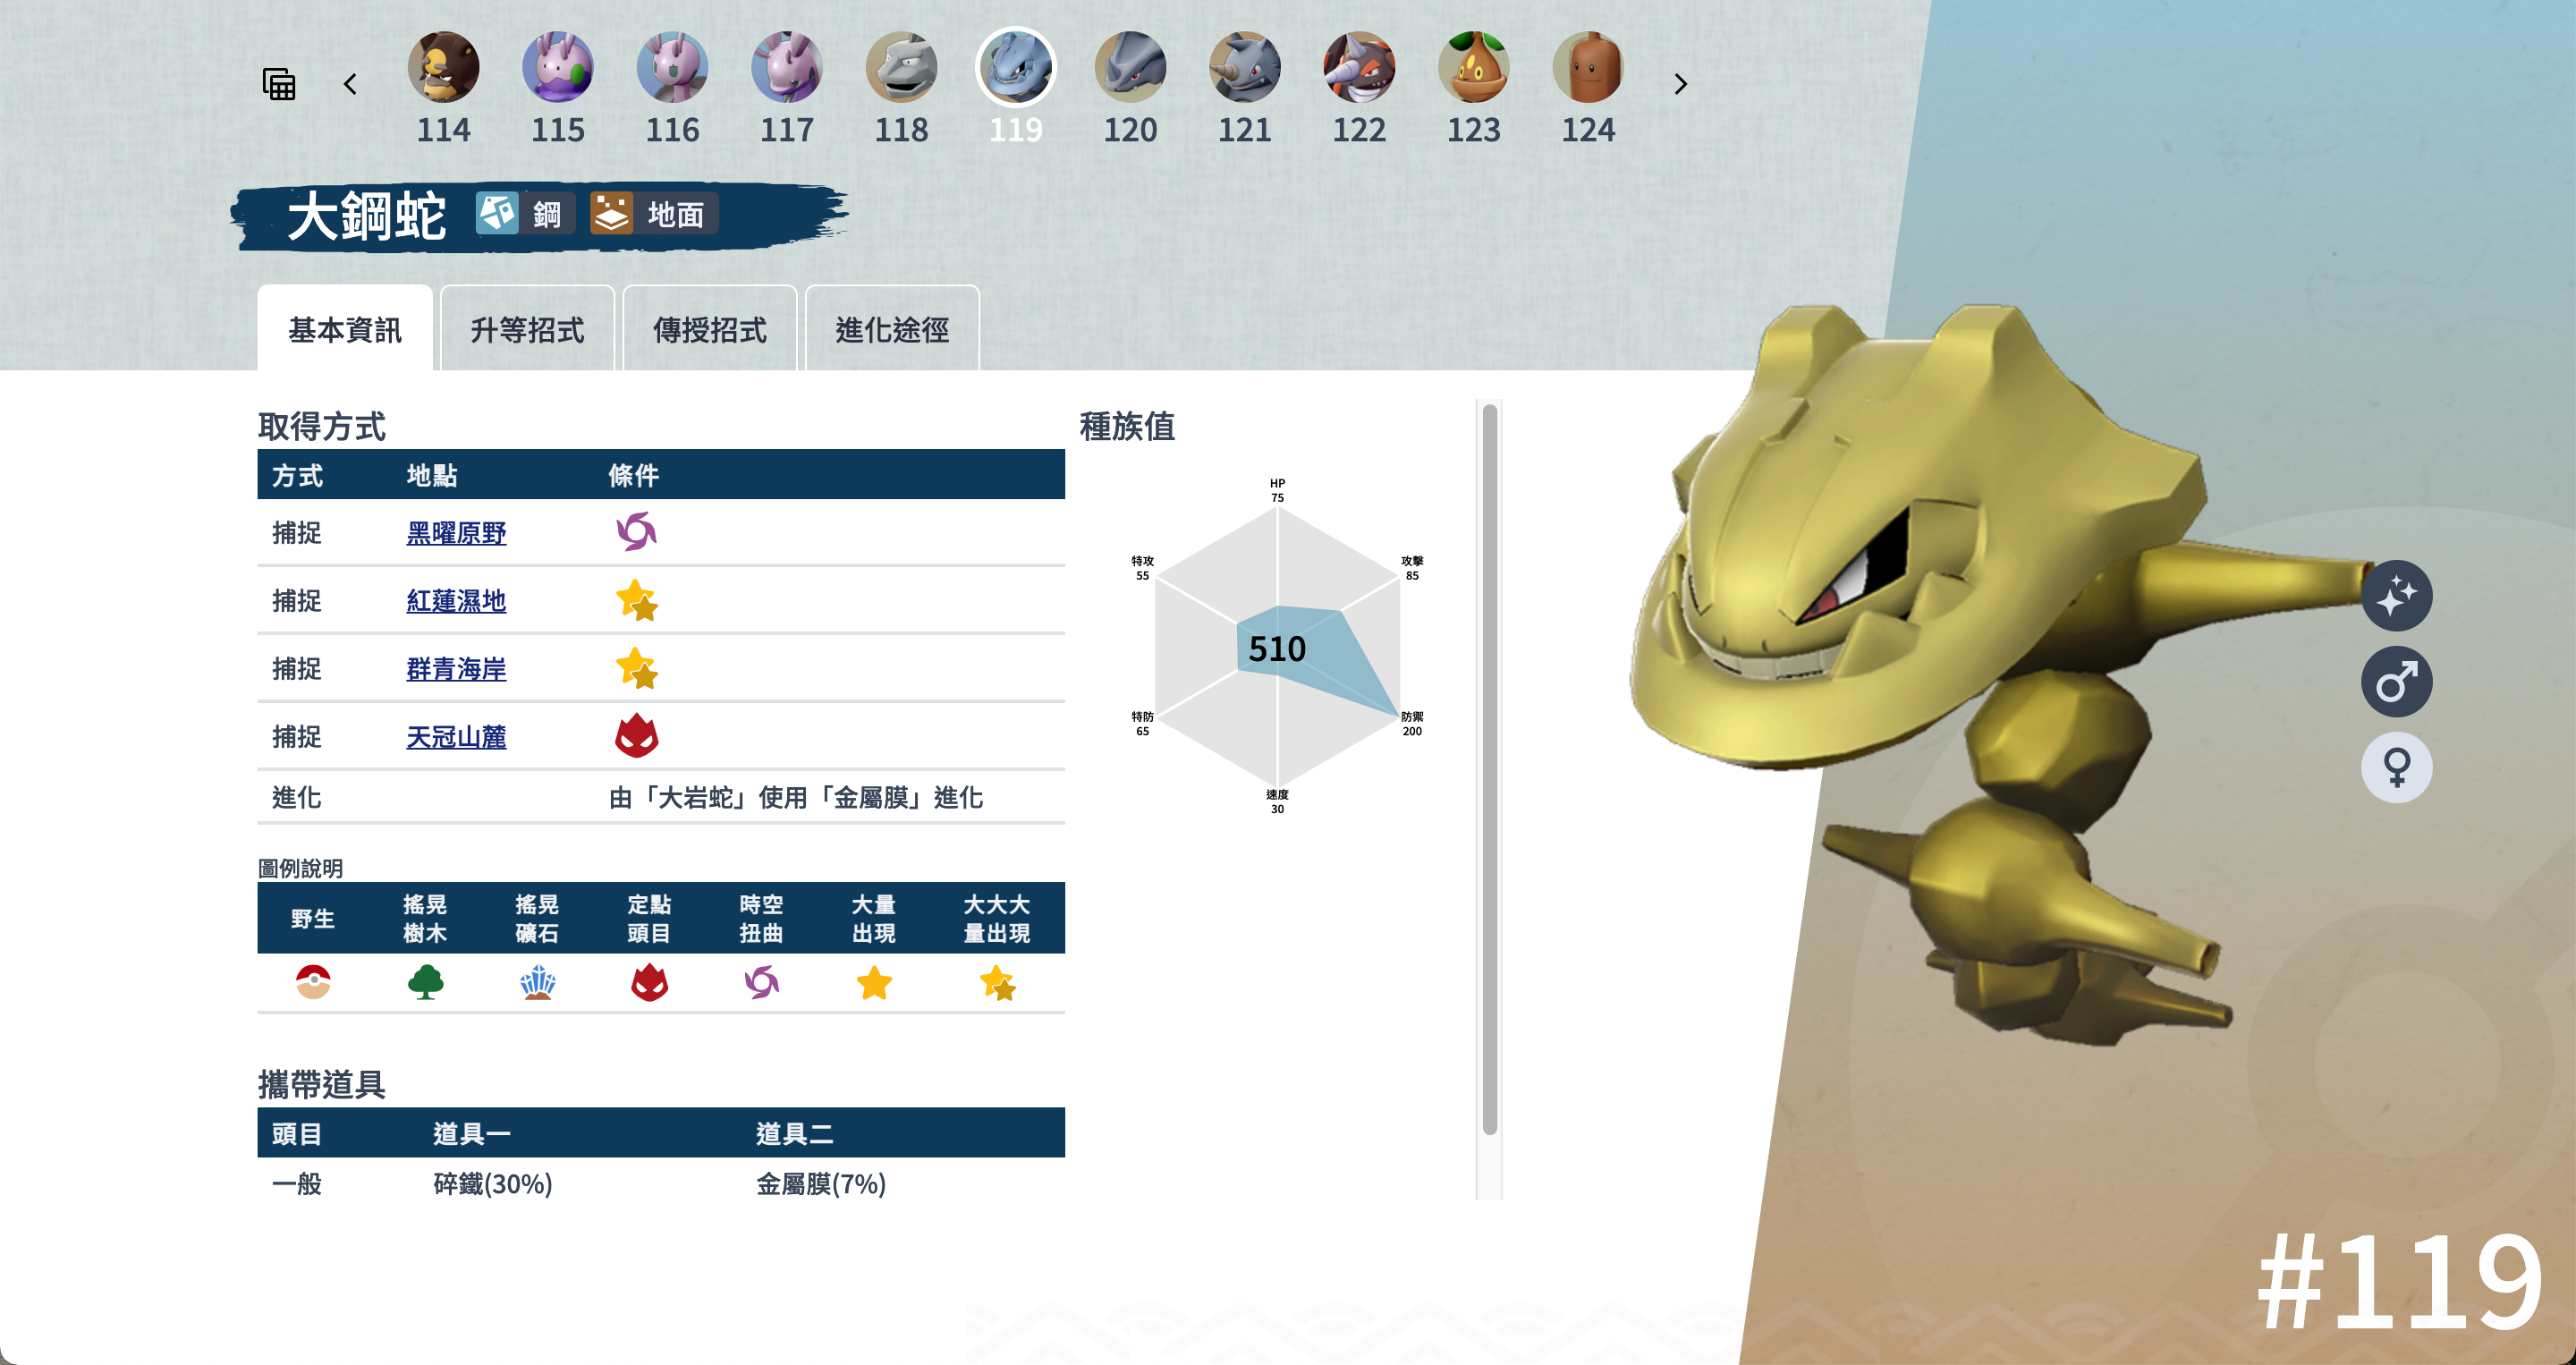 114 115 116 117 118 119 120 121 122 123 124
大鋼蛇 鋼 地面
基本資訊 升等招式 傳授招式 進化途徑
取得方式
方式 地點 條件
捕捉 黑曜原野
捕捉 紅蓮濕地
捕捉 群青海岸
捕捉 天冠山麓
進化 由「大岩蛇」使用「金屬膜」進化
圖例說明
野生 搖晃樹木 搖晃礦石 定點頭目 時空扭曲 大量出現 大大大量出現
攜帶道具
頭目 道具一 道具二
一般 碎鐵(30%) 金屬膜(7%)
種族值
HP
75
特攻
55
攻擊
85
510
特防
65
防禦
200
速度
30
#119